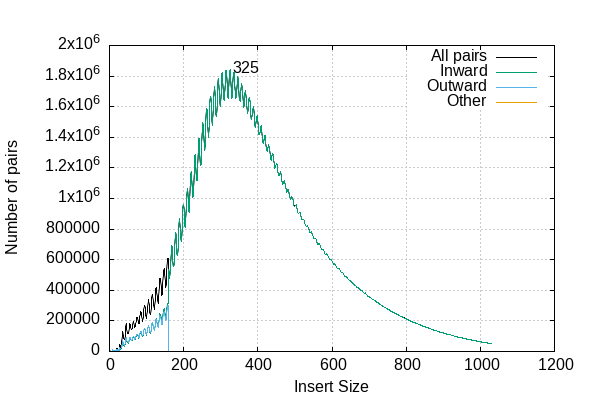 2x10^6
1.8x10^6
1.6x10^6
1.4x10^6
1.2x10^6
1x10^6
800000
600000
400000
200000
0
Number of pairs
325
All pairs
Inward
Outward
Other
0 200 400 600 800 1000 1200
Insert Size